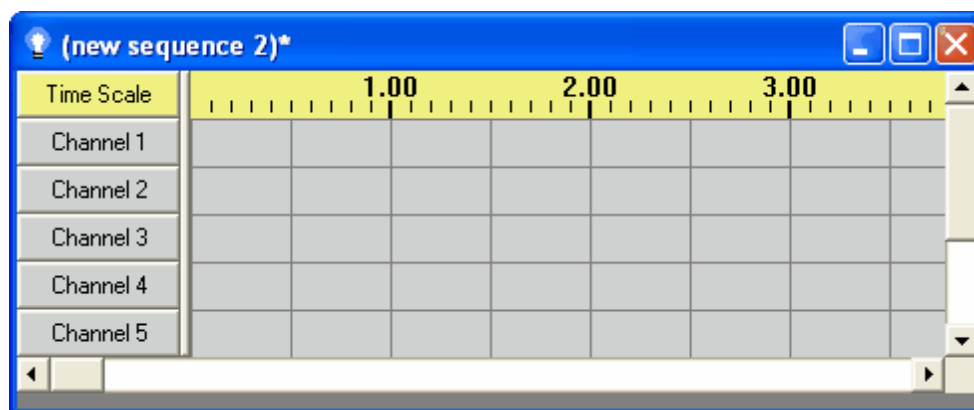 (new sequence 2)*
Time Scale 1.00 2.00 3.00
Channel 1
Channel 2
Channel 3
Channel 4
Channel 5